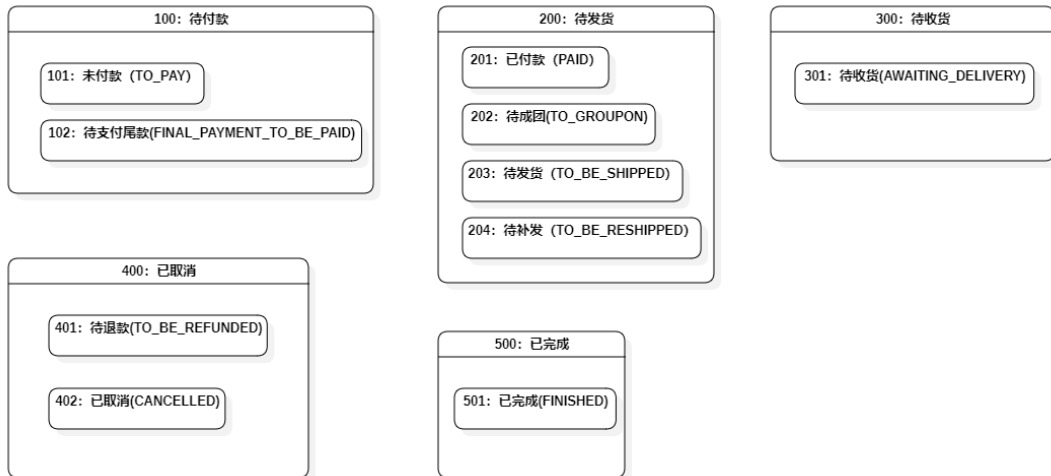 100：待付款
101：未付款（TO_PAY）
102：待支付尾款(FINAL_PAYMENT_TO_BE_PAID)
200：待发货
201：已付款（PAID）
202：待成团(TO_GROUPON)
203：待发货（TO_BE_SHIPPED）
204：待补发（TO_BE_RESHIPPED）
300：待收货
301：待收货(AWAITING_DELIVERY)
400：已取消
401：待退款(TO_BE_REFUNDED)
402：已取消(CANCELLED)
500：已完成
501：已完成(FINISHED)